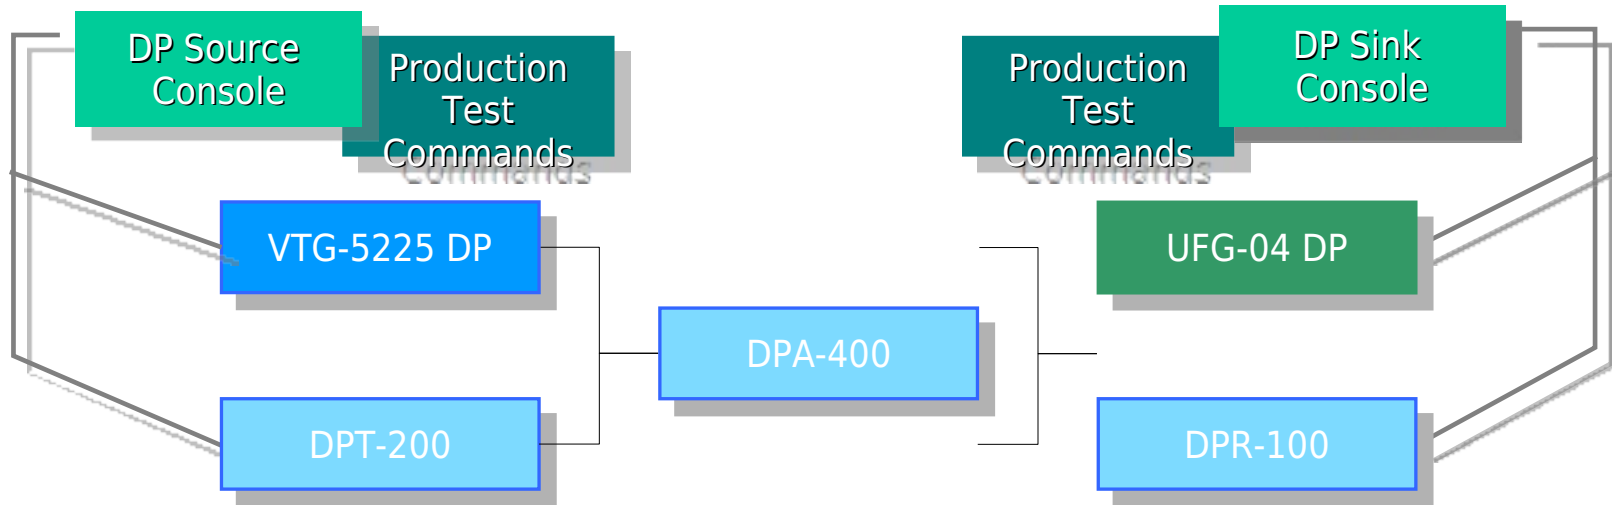 DP Source
Console
Production
Test
Commands
Production
Test
Commands
DP Sink
Console
VTG-5225 DP
UFG-04 DP
DPA-400
DPT-200
DPR-100